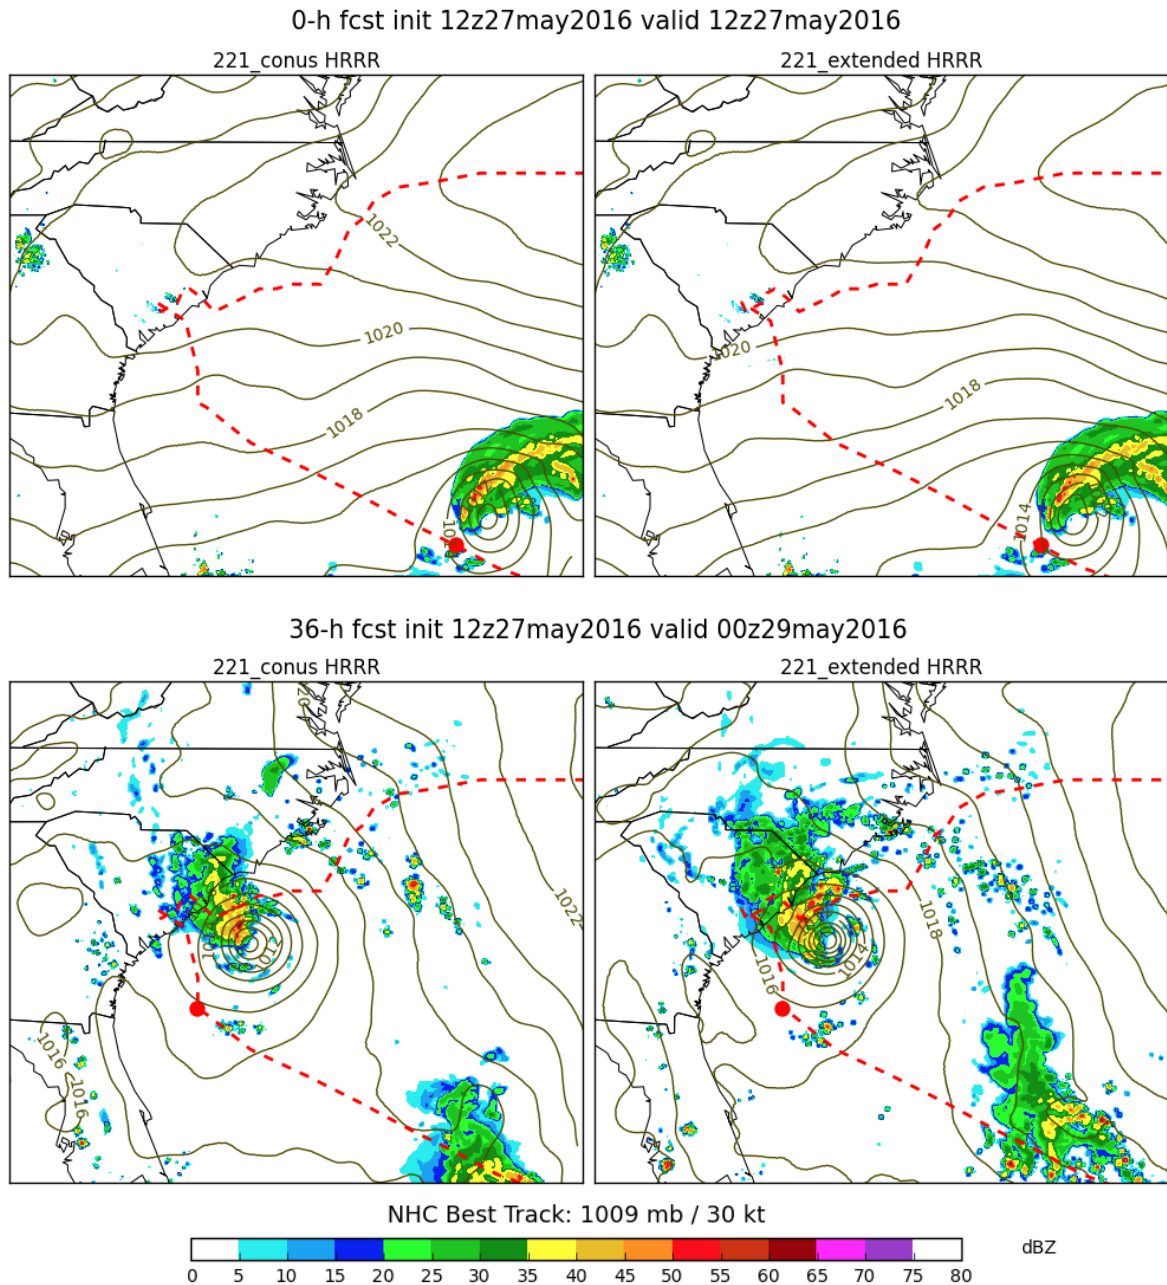 0-h fcst init 12z27may2016 valid 12z27may2016
221_conus HRRR
221_extended HRRR
1022
1020
1018
1020
1018
1014
36-h fcst init 12z27may2016 valid 00z29may2016
221_conus HRRR
221_extended HRRR
1022
1016
1016
1018
1014
1016
NHC Best Track: 1009 mb / 30 kt
dBZ
0 5 10 15 20 25 30 35 40 45 50 55 60 65 70 75 80